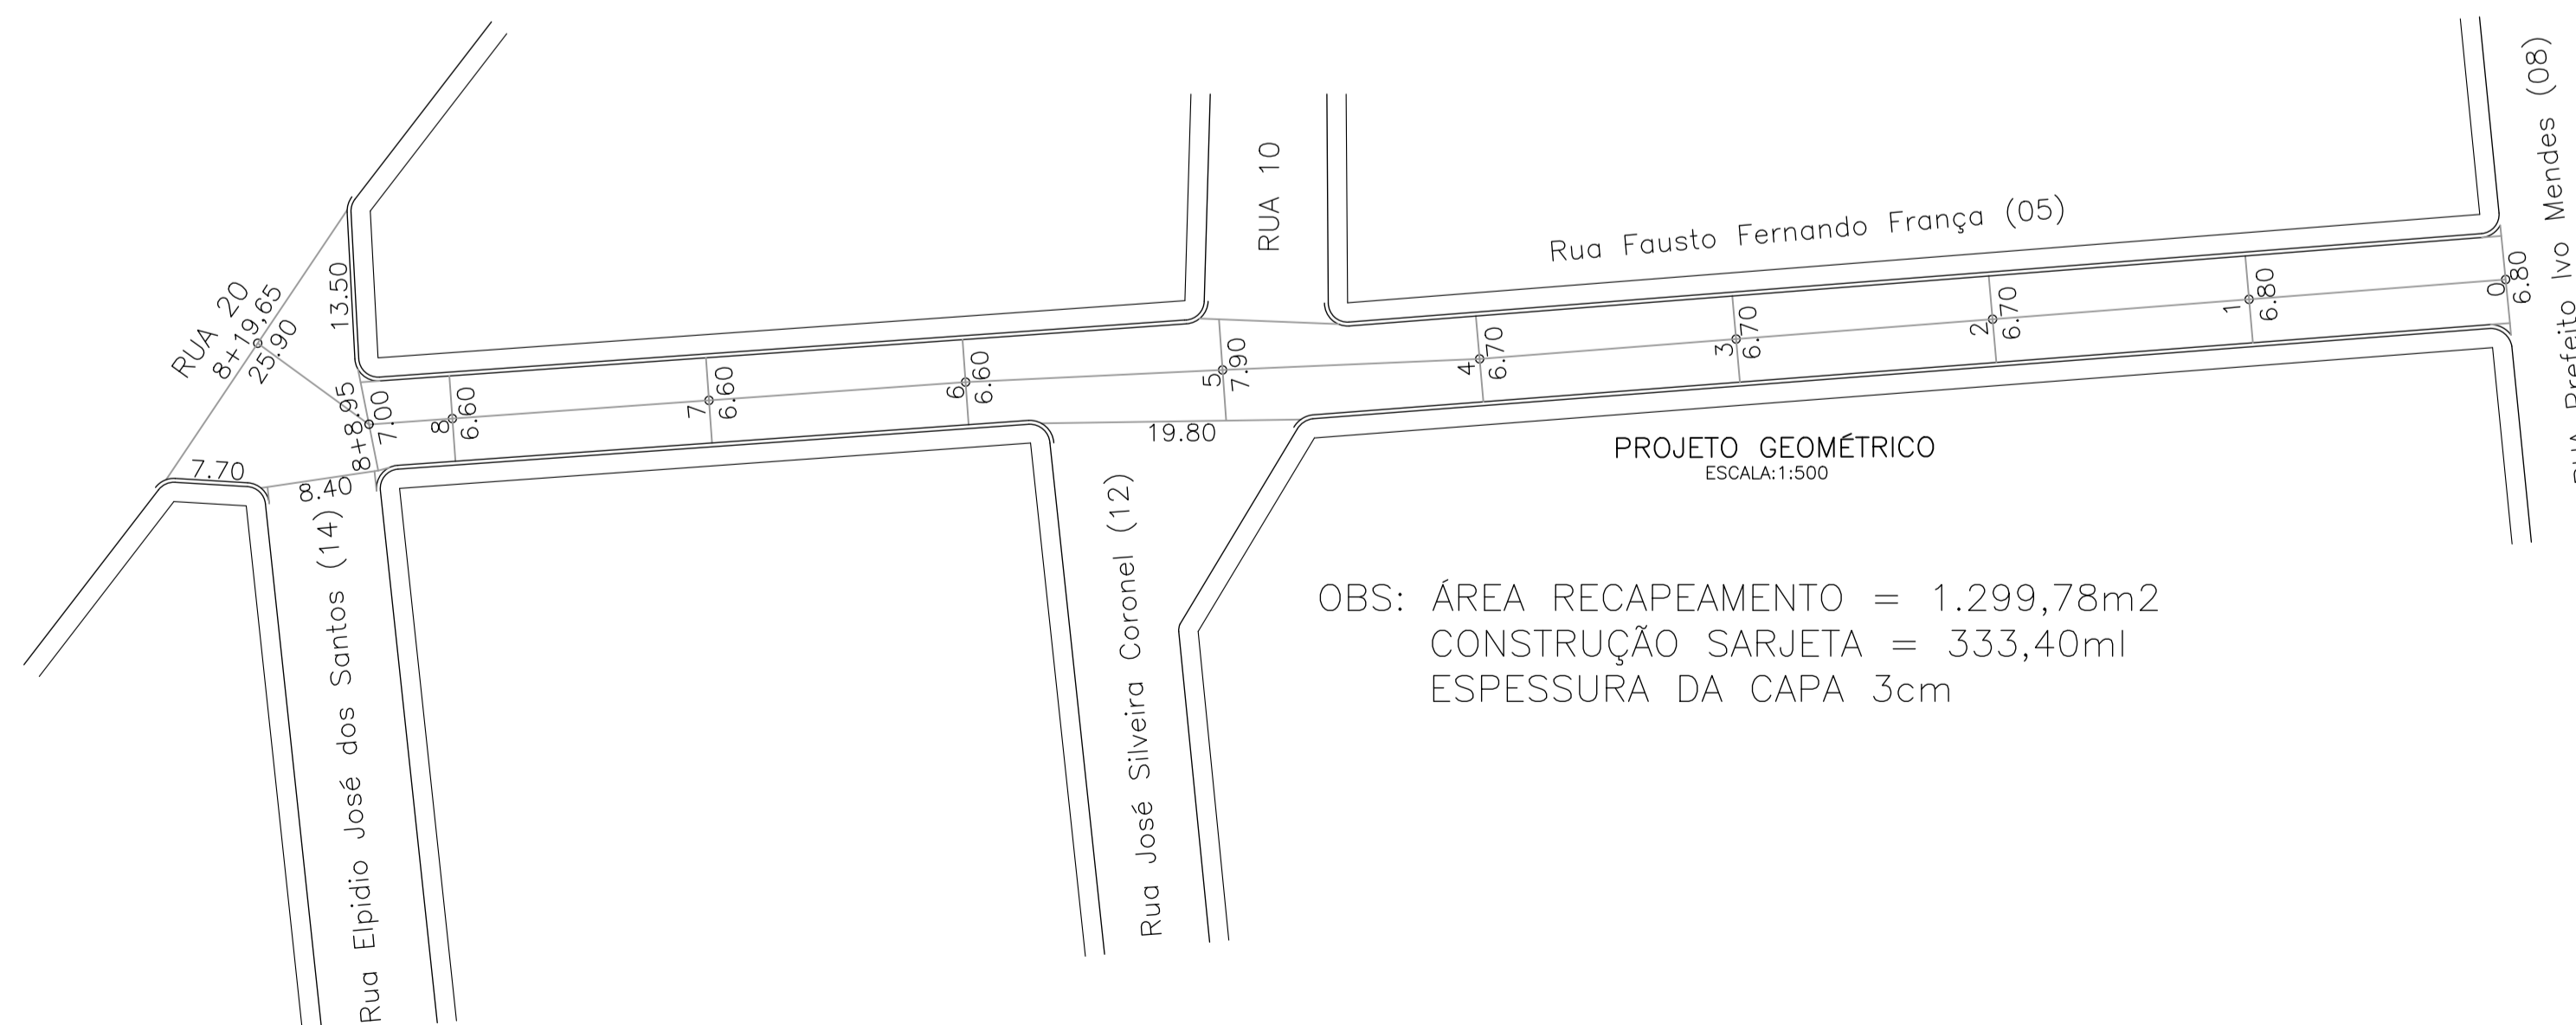 RUA 20
8+19,65
25.90
13.50
8+8.95
7.00
7.70
8.40
8
6.60
7
6.60
6
6.60
5
7.90
4
6.70
3
6.70
2
6.70
1
6.80
0
6.80
19.80
RUA 10
Rua Fausto Fernando França (05)
RUA Prefeito Ivo Mendes (08)
PROJETO GEOMÉTRICO
ESCALA:1:500
Rua Elpidio José dos Santos (14)
Rua José Silveira Coronel (12)
OBS: ÁREA RECAPEAMENTO = 1.299,78m2
CONSTRUÇÃO SARJETA = 333,40ml
ESPESSURA DA CAPA 3cm